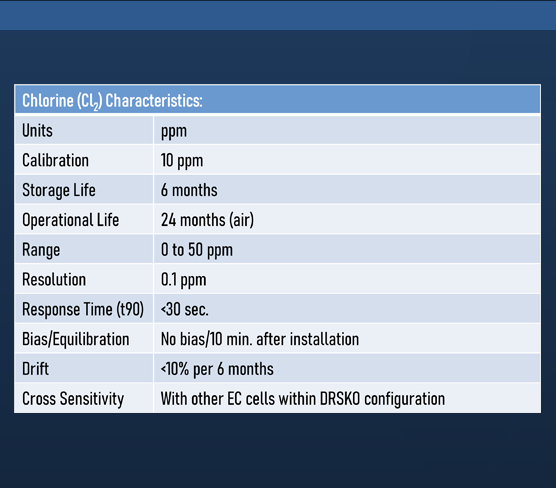 Chlorine (Cl₂) Characteristics:
Units ppm
Calibration 10 ppm
Storage Life 6 months
Operational Life 24 months (air)
Range 0 to 50 ppm
Resolution 0.1 ppm
Response Time (t90) <30 sec.
Bias/Equilibration No bias/10 min. after installation
Drift <10% per 6 months
Cross Sensitivity With other EC cells within DRSKO configuration